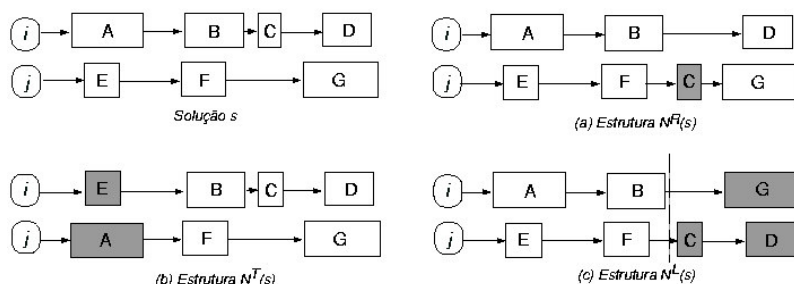 i A B C D
j E F G
Solução s
i A B D
j E F C G
(a) Estrutura N^R(s)
i E B C D
j A F G
(b) Estrutura N^T(s)
i A B G
j E F C D
(c) Estrutura N^L(s)